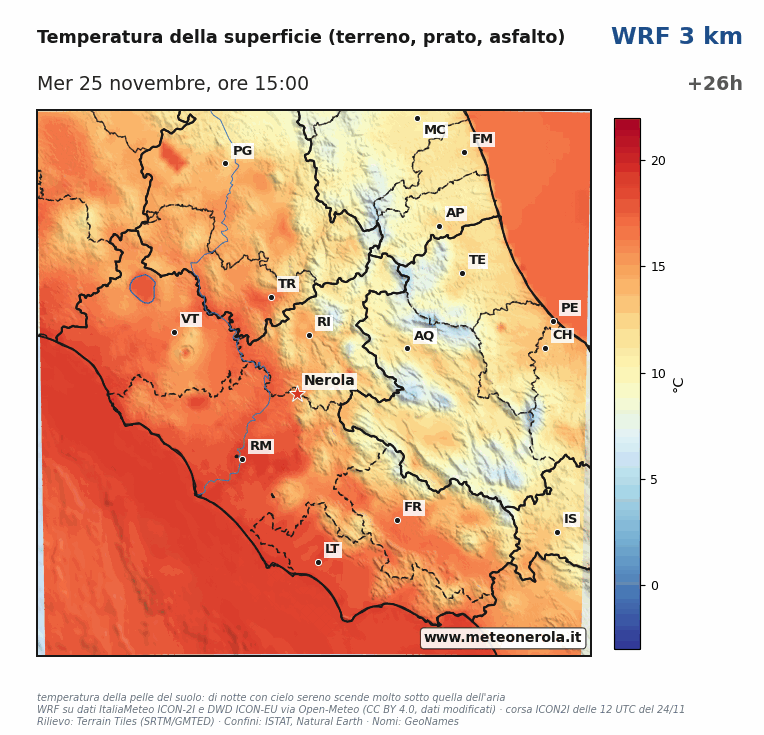 Temperatura della superficie (terreno, prato, asfalto)
WRF 3 km
Mer 25 novembre, ore 15:00
+26h
MC
FM
PG
AP
TE
TR
PE
VT
RI
AQ
CH
Nerola
RM
FR
IS
LT
www.meteonerola.it
20
15
10
5
0
°C
temperatura della pelle del suolo: di notte con cielo sereno scende molto sotto quella dell'aria
WRF su dati ItaliaMeteo ICON-2I e DWD ICON-EU via Open-Meteo (CC BY 4.0, dati modificati) · corsa ICON2I delle 12 UTC del 24/11
Rilievo: Terrain Tiles (SRTM/GMTED) · Confini: ISTAT, Natural Earth · Nomi: GeoNames